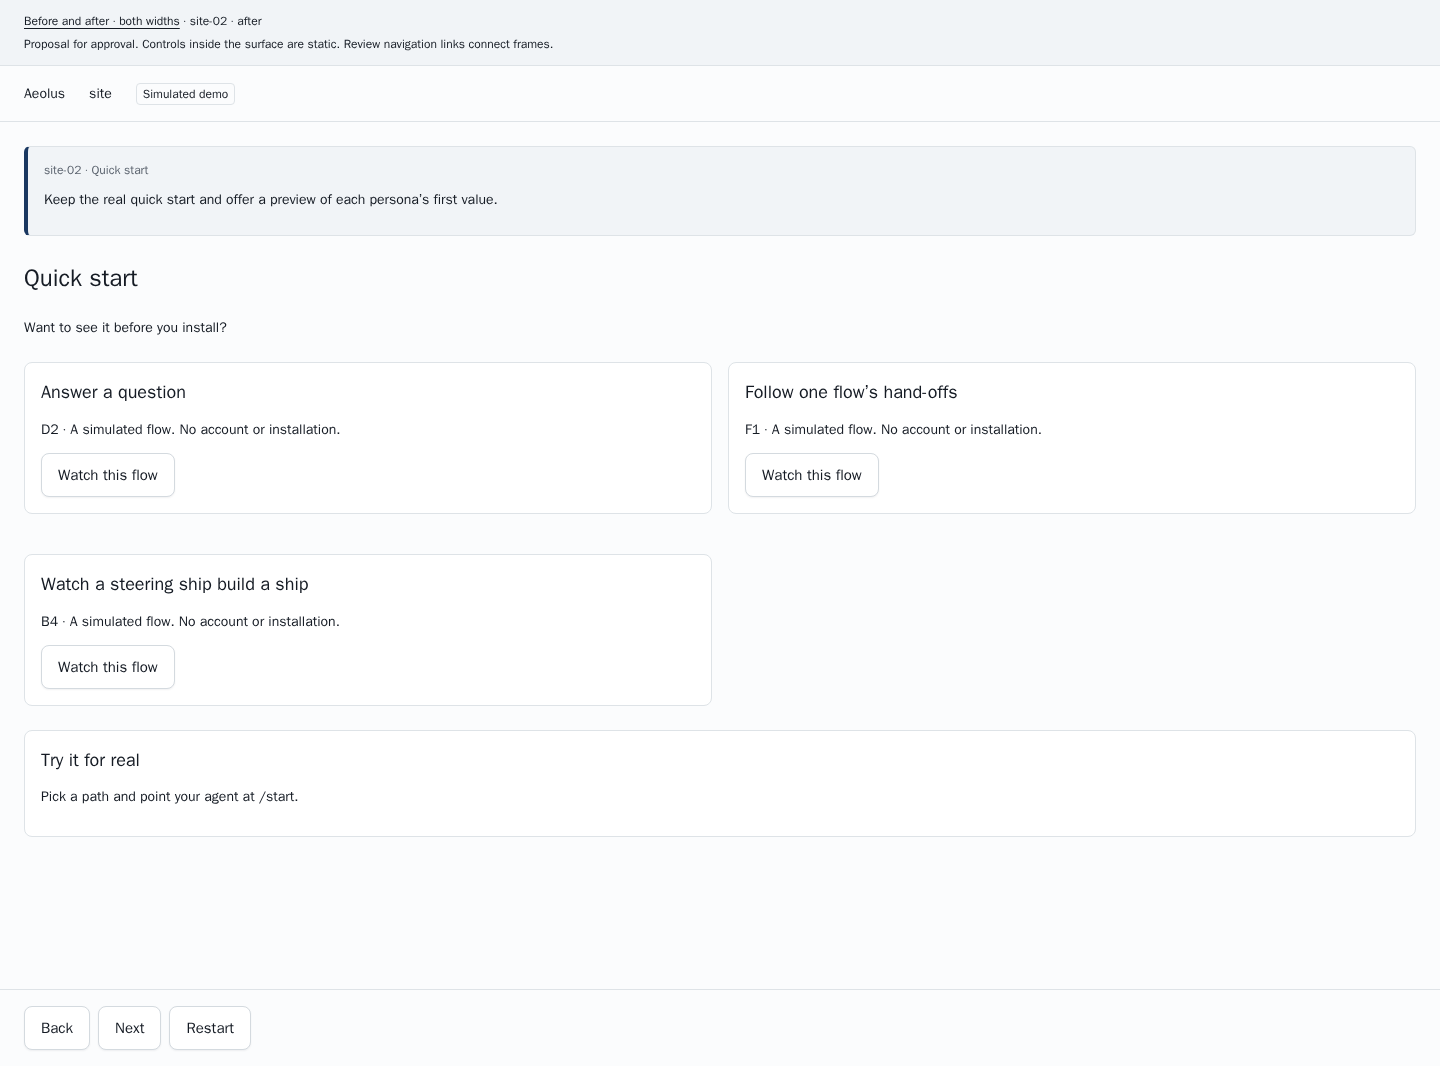 Before and after · both widths · site-02 · after
Proposal for approval. Controls inside the surface are static. Review navigation links connect frames.
Aeolus site Simulated demo
site-02 · Quick start
Keep the real quick start and offer a preview of each persona's first value.
Quick start
Want to see it before you install?
Answer a question
D2 · A simulated flow. No account or installation.
Watch this flow
Follow one flow's hand-offs
F1 · A simulated flow. No account or installation.
Watch this flow
Watch a steering ship build a ship
B4 · A simulated flow. No account or installation.
Watch this flow
Try it for real
Pick a path and point your agent at /start.
Back Next Restart